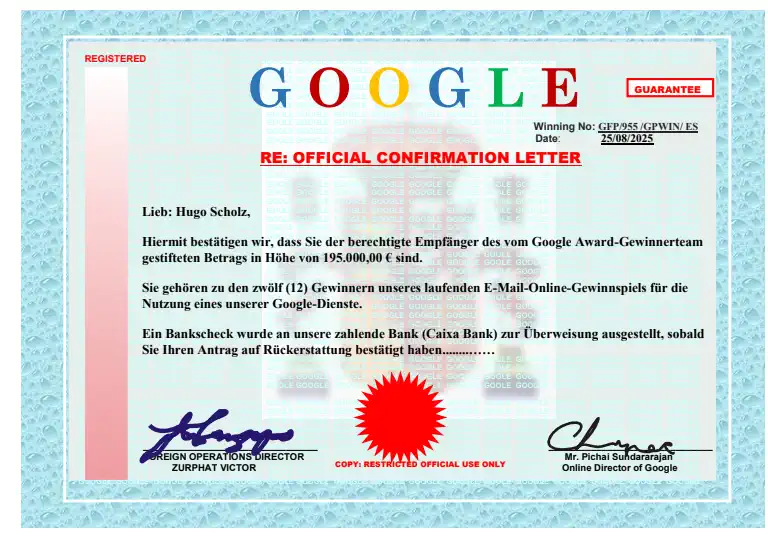 REGISTERED
GOOGLE
GUARANTEE
Winning No: GFP/955 /GPWIN/ ES
Date: 25/08/2025
RE: OFFICIAL CONFIRMATION LETTER
Lieb: Hugo Scholz,
Hiermit bestätigen wir, dass Sie der berechtigte Empfänger des vom Google Award-Gewinnerteam
gestifteten Betrags in Höhe von 195.000,00 € sind.
Sie gehören zu den zwölf (12) Gewinnern unseres laufenden E-Mail-Online-Gewinnspiels für die
Nutzung eines unserer Google-Dienste.
Ein Bankscheck wurde an unsere zahlende Bank (Caixa Bank) zur Überweisung ausgestellt, sobald
Sie Ihren Antrag auf Rückerstattung bestätigt haben..............
OPERATIONS DIRECTOR
ZURPHAT VICTOR
COPY: RESTRICTED OFFICIAL USE ONLY
Mr. Pichai Sundararajan
Online Director of Google